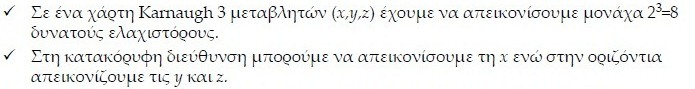 ✓ Σε ένα χάρτη Karnaugh 3 μεταβλητών (x,y,z) έχουμε να απεικονίσουμε μονάχα 2³=8
δυνατούς ελαχιστόρους.
✓ Στη κατακόρυφη διεύθυνση μπορούμε να απεικονίσουμε τη x ενώ στην οριζόντια
απεικονίζουμε τις y και z.